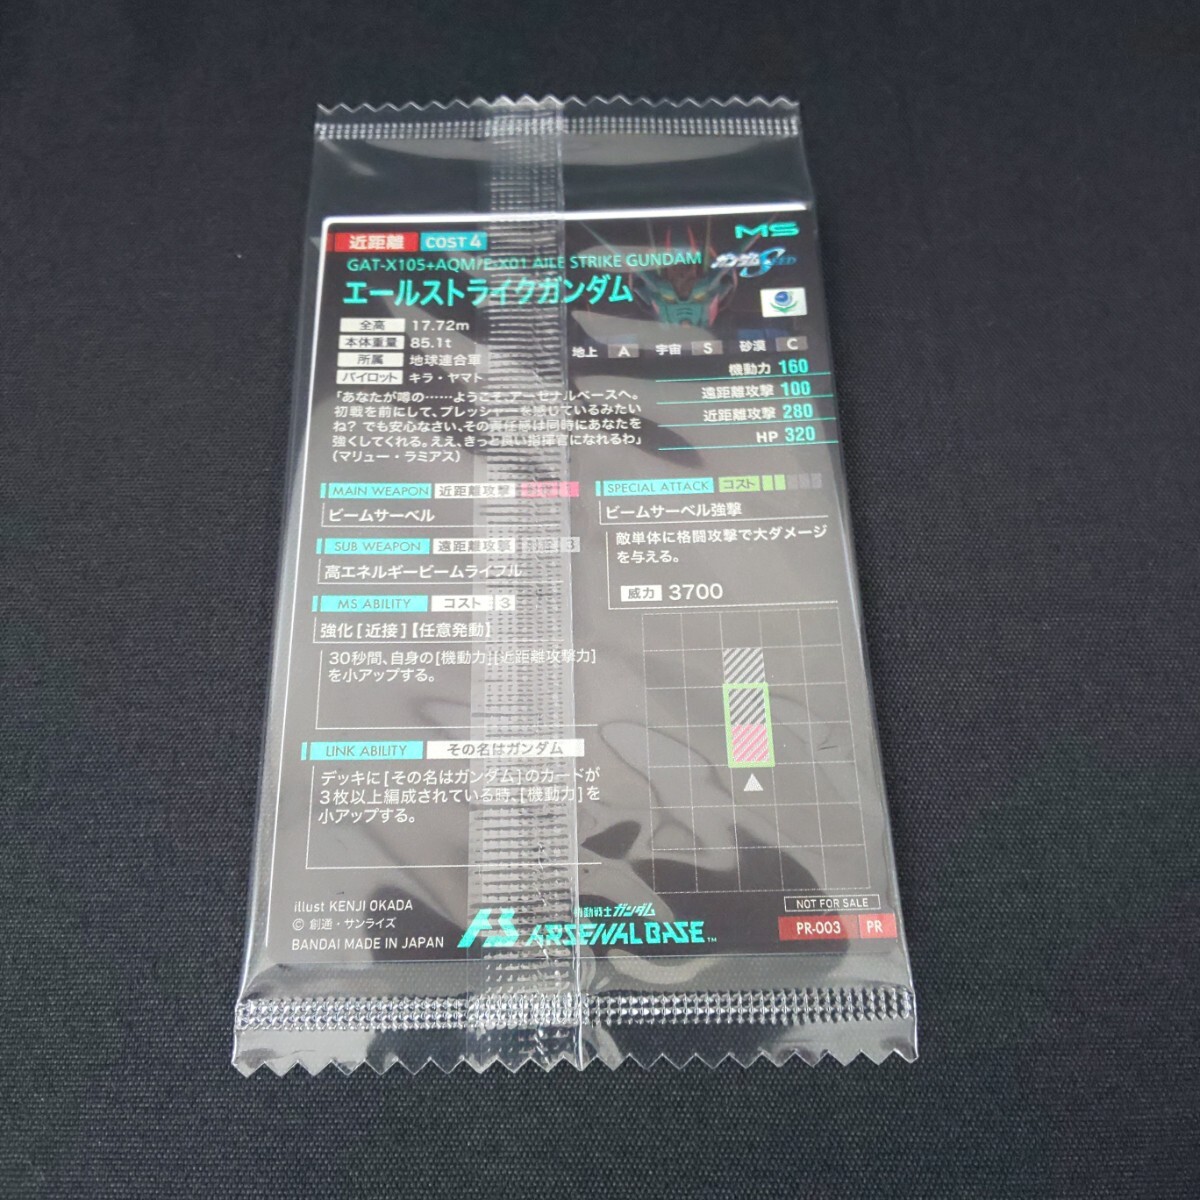 近距離 COST 4
MS
GAT-X105+AQM/E-X01 AILE STRIKE GUNDAM
ガンダムSEED
エールストライクガンダム
全高 17.72m
本体重量 85.1t
所属 地球連合軍
パイロット キラ・ヤマト
地上 A 宇宙 S 砂漠 C
機動力 160
遠距離攻撃 100
近距離攻撃 280
HP 320
「あなたが噂の……ようこそ、アーセナルベースへ。
初戦を前にして、プレッシャーを感じているみたい
ね? でも安心なさい、その責任感は同時にあなたを
強くしてくれる。ええ、きっと良い指揮官になれるわ」
(マリュー・ラミアス)
MAIN WEAPON 近距離攻撃
ビームサーベル
SUB WEAPON 遠距離攻撃 3
高エネルギービームライフル
MS ABILITY コスト 3
強化[近接]【任意発動】
30秒間、自身の[機動力][近距離攻撃力]
を小アップする。
LINK ABILITY その名はガンダム
デッキに[その名はガンダム]のカードが
3枚以上編成されている時、[機動力]を
小アップする。
SPECIAL ATTACK コスト
ビームサーベル強撃
敵単体に格闘攻撃で大ダメージ
を与える。
威力 3700
illust KENJI OKADA
© 創通・サンライズ
BANDAI MADE IN JAPAN
機動戦士ガンダム
AS ARSENAL BASE™
NOT FOR SALE
PR-003 PR